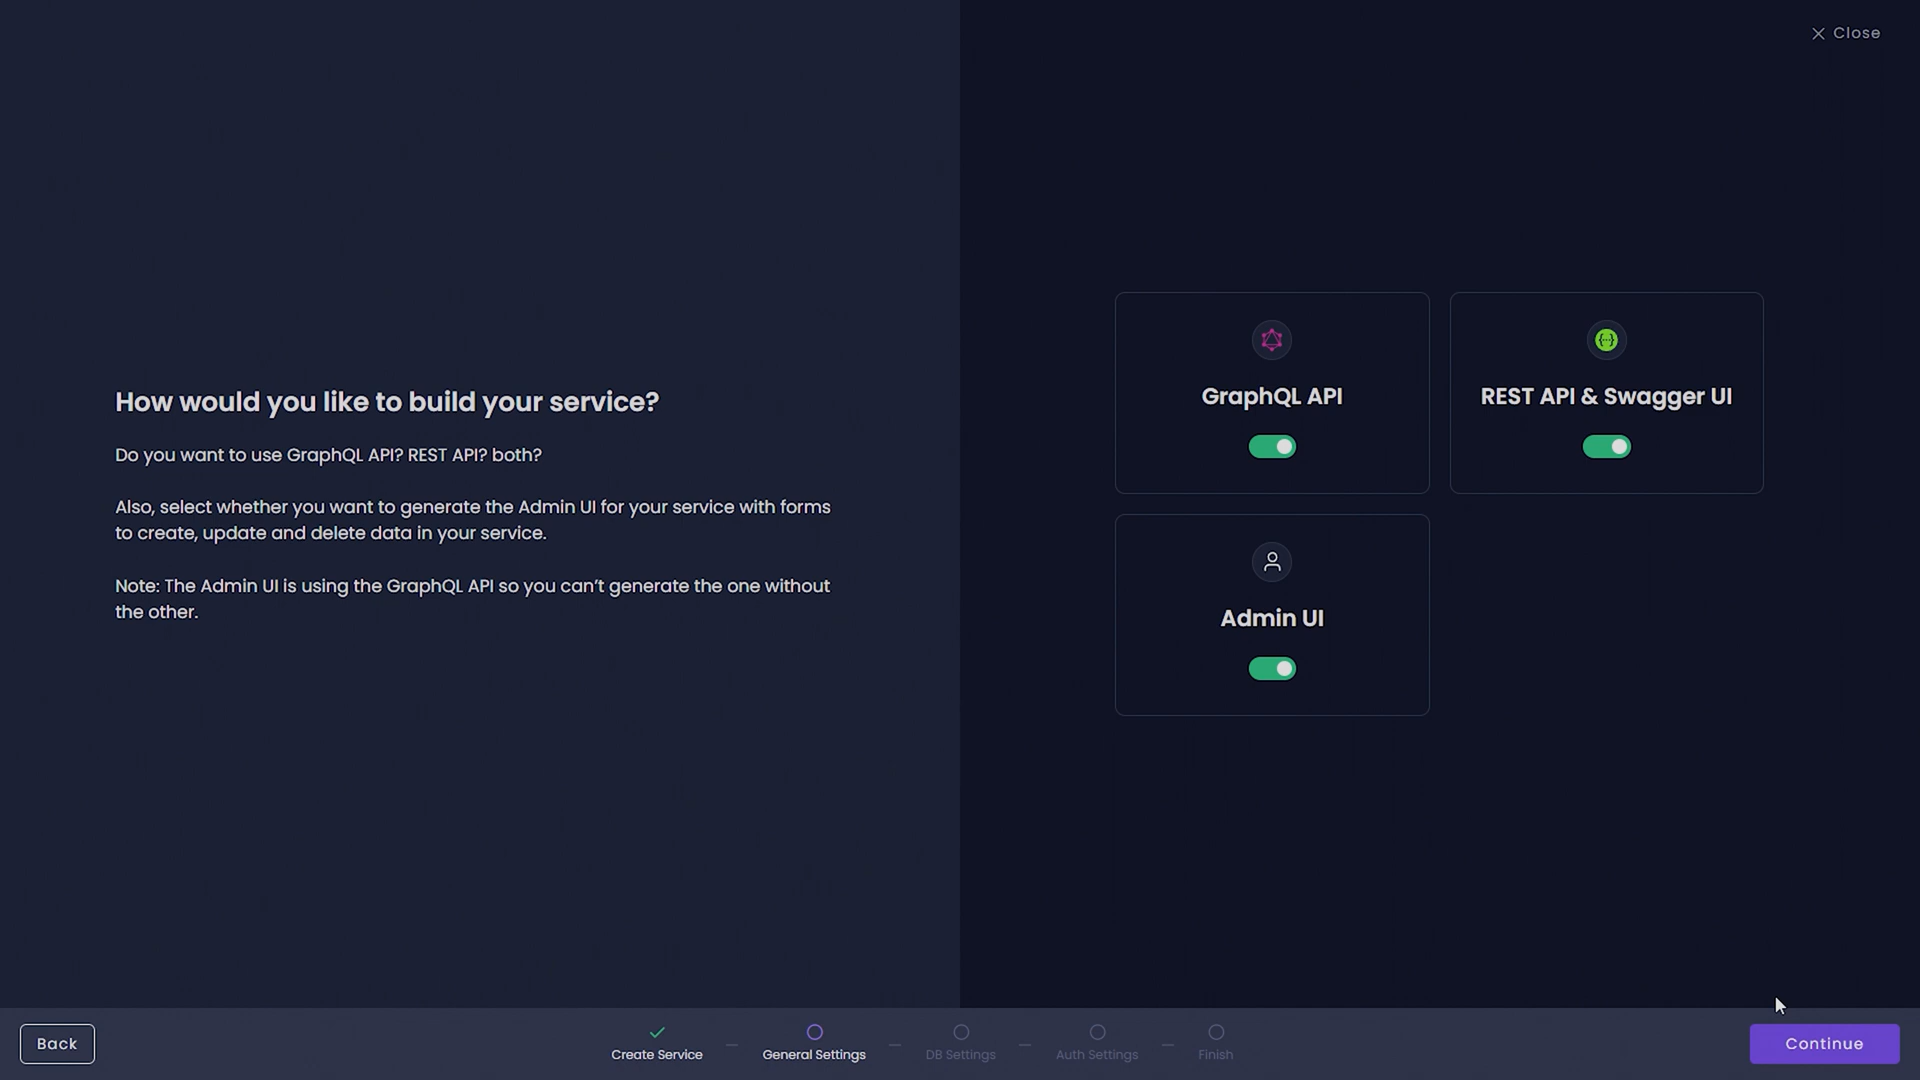 Close
How would you like to build your service?
Do you want to use GraphQL API? REST API? both?
Also, select whether you want to generate the Admin UI for your service with forms
to create, update and delete data in your service.
Note: The Admin UI is using the GraphQL API so you can't generate the one without
the other.
GraphQL API
REST API & Swagger UI
Admin UI
Back
Create Service
General Settings
DB Settings
Auth Settings
Finish
Continue